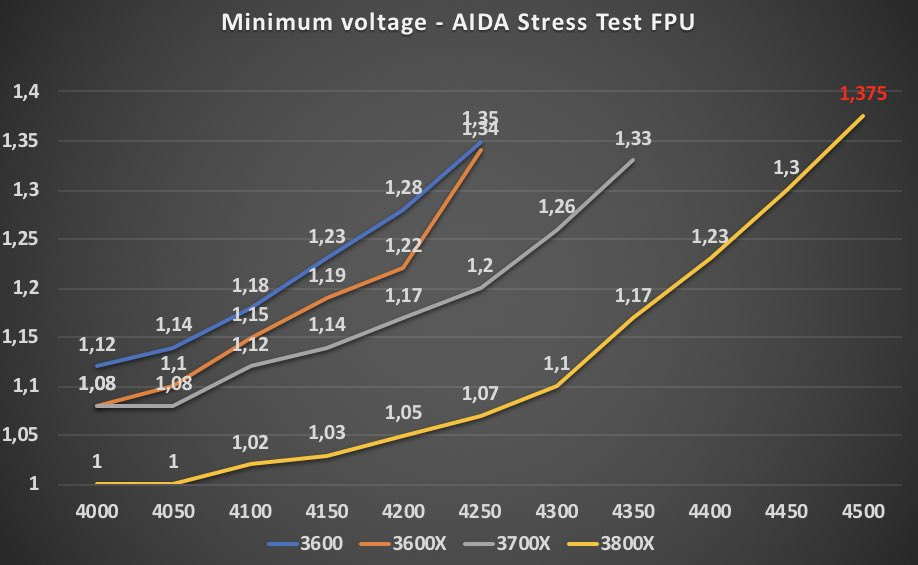 Minimum voltage - AIDA Stress Test FPU
1,4
1,35
1,3
1,25
1,2
1,15
1,1
1,05
1
1,12 1,14 1,18 1,23 1,28 1,35
1,08 1,1 1,15 1,19 1,22 1,34
1,08 1,08 1,12 1,14 1,17 1,2 1,26 1,33
1 1 1,02 1,03 1,05 1,07 1,1 1,17 1,23 1,3 1,375
4000 4050 4100 4150 4200 4250 4300 4350 4400 4450 4500
3600 3600X 3700X 3800X